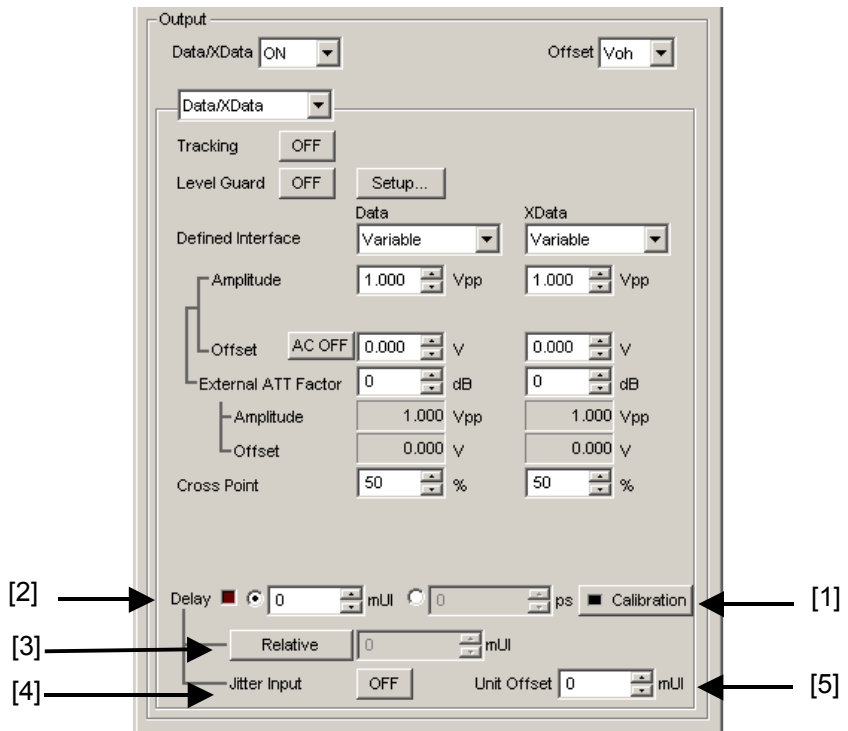 Output
Data/XData ON Offset Voh
Data/XData
Tracking OFF
Level Guard OFF Setup...
Data XData
Defined Interface Variable Variable
Amplitude 1.000 Vpp 1.000 Vpp
Offset AC OFF 0.000 V 0.000 V
External ATT Factor 0 dB 0 dB
Amplitude 1.000 Vpp 1.000 Vpp
Offset 0.000 V 0.000 V
Cross Point 50 % 50 %
[2] Delay 0 mUI 0 ps Calibration [1]
[3] Relative 0 mUI
[4] Jitter Input OFF Unit Offset 0 mUI [5]